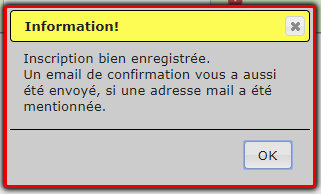 Information!
Inscription bien enregistrée.
Un email de confirmation vous a aussi
été envoyé, si une adresse mail a été
mentionnée.
OK